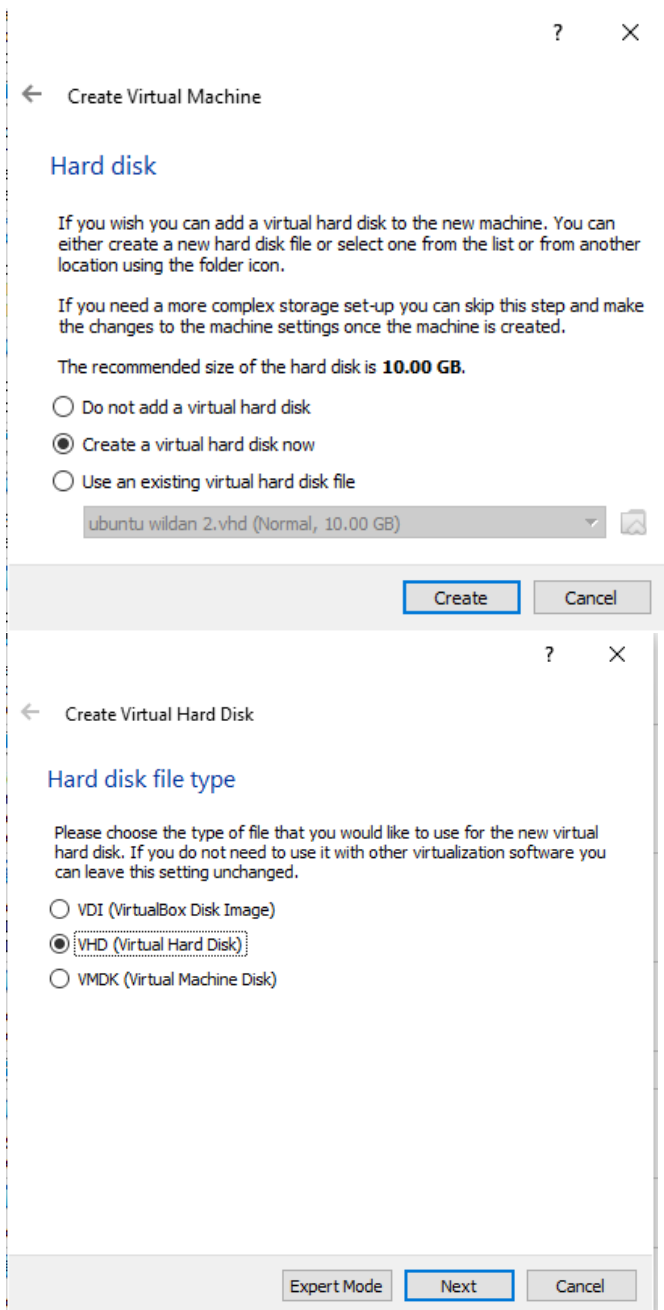 ?
Create Virtual Machine
Hard disk
If you wish you can add a virtual hard disk to the new machine. You can
either create a new hard disk file or select one from the list or from another
location using the folder icon.
If you need a more complex storage set-up you can skip this step and make
the changes to the machine settings once the machine is created.
The recommended size of the hard disk is 10.00 GB.
Do not add a virtual hard disk
Create a virtual hard disk now
Use an existing virtual hard disk file
ubuntu wildan 2.vhd (Normal, 10.00 GB)
Create Cancel
?
Create Virtual Hard Disk
Hard disk file type
Please choose the type of file that you would like to use for the new virtual
hard disk. If you do not need to use it with other virtualization software you
can leave this setting unchanged.
VDI (VirtualBox Disk Image)
VHD (Virtual Hard Disk)
VMDK (Virtual Machine Disk)
Expert Mode Next Cancel